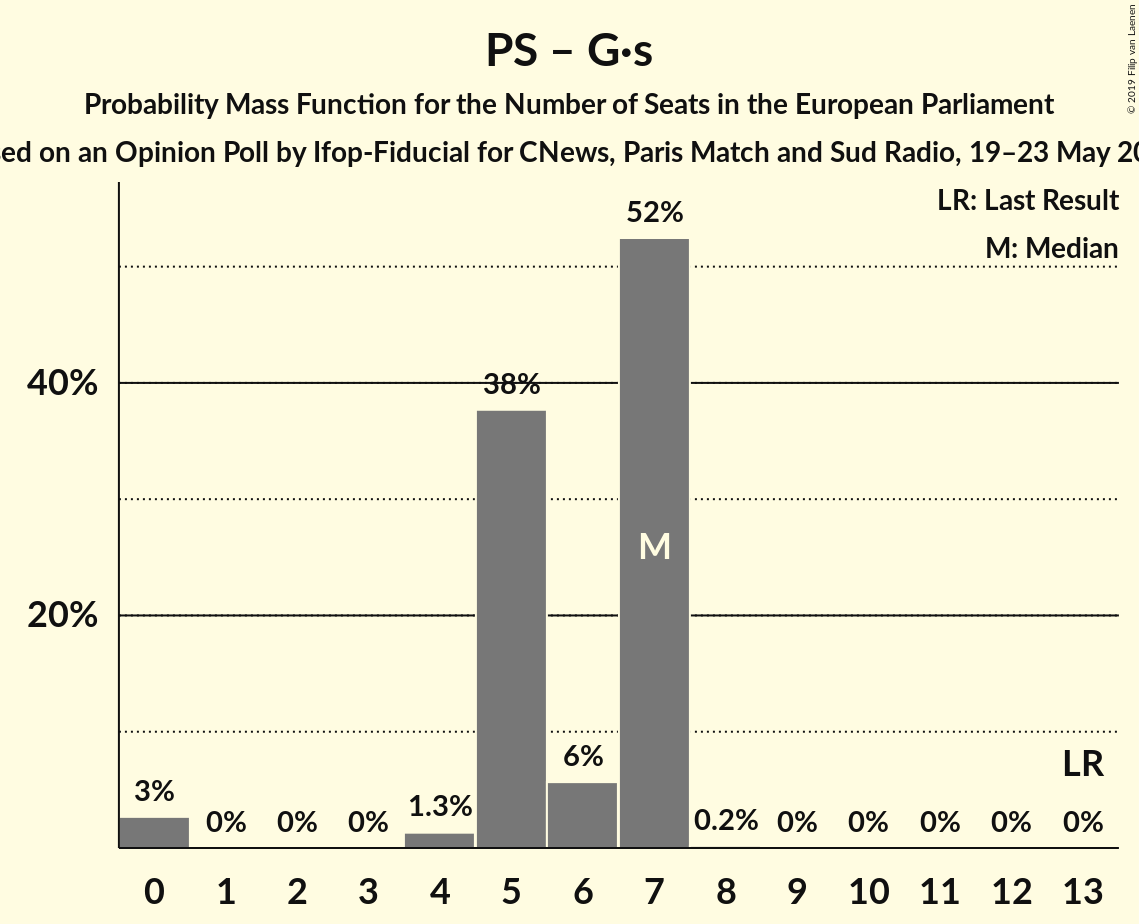 PS – G·s
Probability Mass Function for the Number of Seats in the European Parliament
on an Opinion Poll by Ifop-Fiducial for CNews, Paris Match and Sud Radio, 19–23 May
© 2019 Filip van Laenen
LR: Last Result
M: Median
40%
20%
3%
0%
0%
0%
1.3%
38%
6%
52%
M
0.2%
0%
0%
0%
0%
LR
0%
0 1 2 3 4 5 6 7 8 9 10 11 12 13